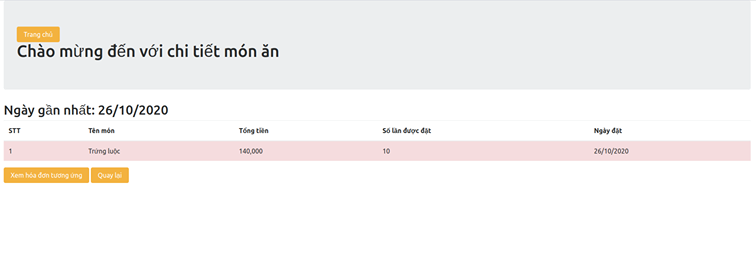 Trang chủ
Chào mừng đến với chi tiết món ăn
Ngày gần nhất: 26/10/2020
STT Tên món Tổng tiền Số lần được đặt Ngày đặt
1 Trứng luộc 140,000 10 26/10/2020
Xem hóa đơn tương ứng Quay lại